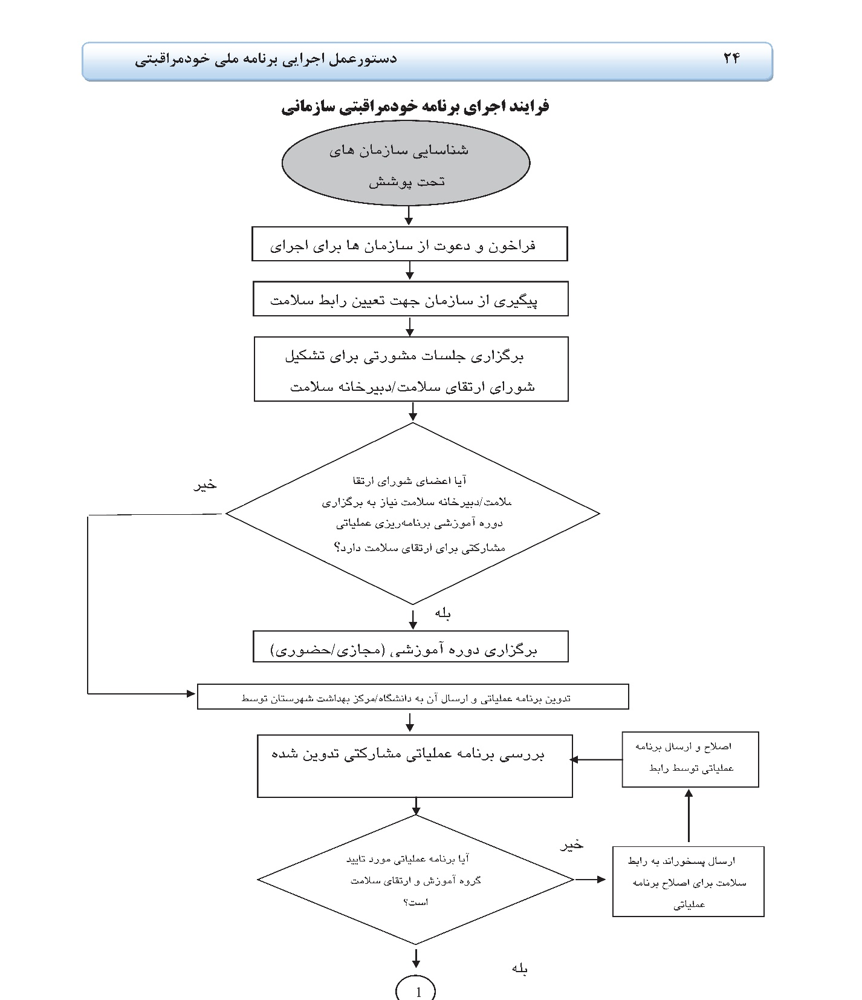 ۲۴
دستورعمل اجرایی برنامه ملی خودمراقبتی
فرایند اجرای برنامه خودمراقبتی سازمانی
شناسایی سازمان های
تحت پوشش
فراخون و دعوت از سازمان ها برای اجرای
پیگیری از سازمان جهت تعیین رابط سلامت
برگزاری جلسات مشورتی برای تشکیل
شورای ارتقای سلامت/دبیرخانه سلامت
خیر
آیا اعضای شورای ارتقا
سلامت/دبیرخانه سلامت نیاز به برگزاری
دوره آموزشی برنامه‌ریزی عملیاتی
مشارکتی برای ارتقای سلامت دارد؟
بله
برگزاری دوره آموزشی (مجازی/حضوری)
تدوین برنامه عملیاتی و ارسال آن به دانشگاه/مرکز بهداشت شهرستان توسط
بررسی برنامه عملیاتی مشارکتی تدوین شده
اصلاح و ارسال برنامه
عملیاتی توسط رابط
آیا برنامه عملیاتی مورد تایید
گروه آموزش و ارتقای سلامت
است؟
خیر
ارسال پسخوراند به رابط
سلامت برای اصلاح برنامه
عملیاتی
بله
1